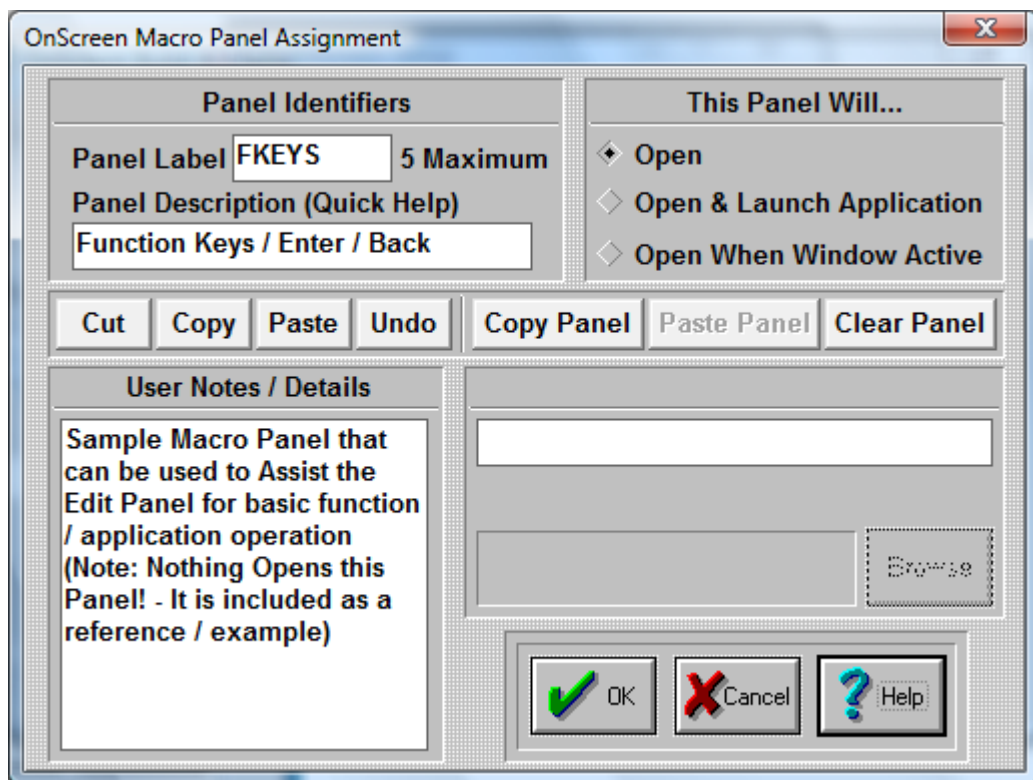 OnScreen Macro Panel Assignment
Panel Identifiers
Panel Label FKEYS 5 Maximum
Panel Description (Quick Help)
Function Keys / Enter / Back
This Panel Will...
Open
Open & Launch Application
Open When Window Active
Cut Copy Paste Undo Copy Panel Paste Panel Clear Panel
User Notes / Details
Sample Macro Panel that
can be used to Assist the
Edit Panel for basic function
/ application operation
(Note: Nothing Opens this
Panel! - It is included as a
reference / example)
Browse
OK Cancel Help